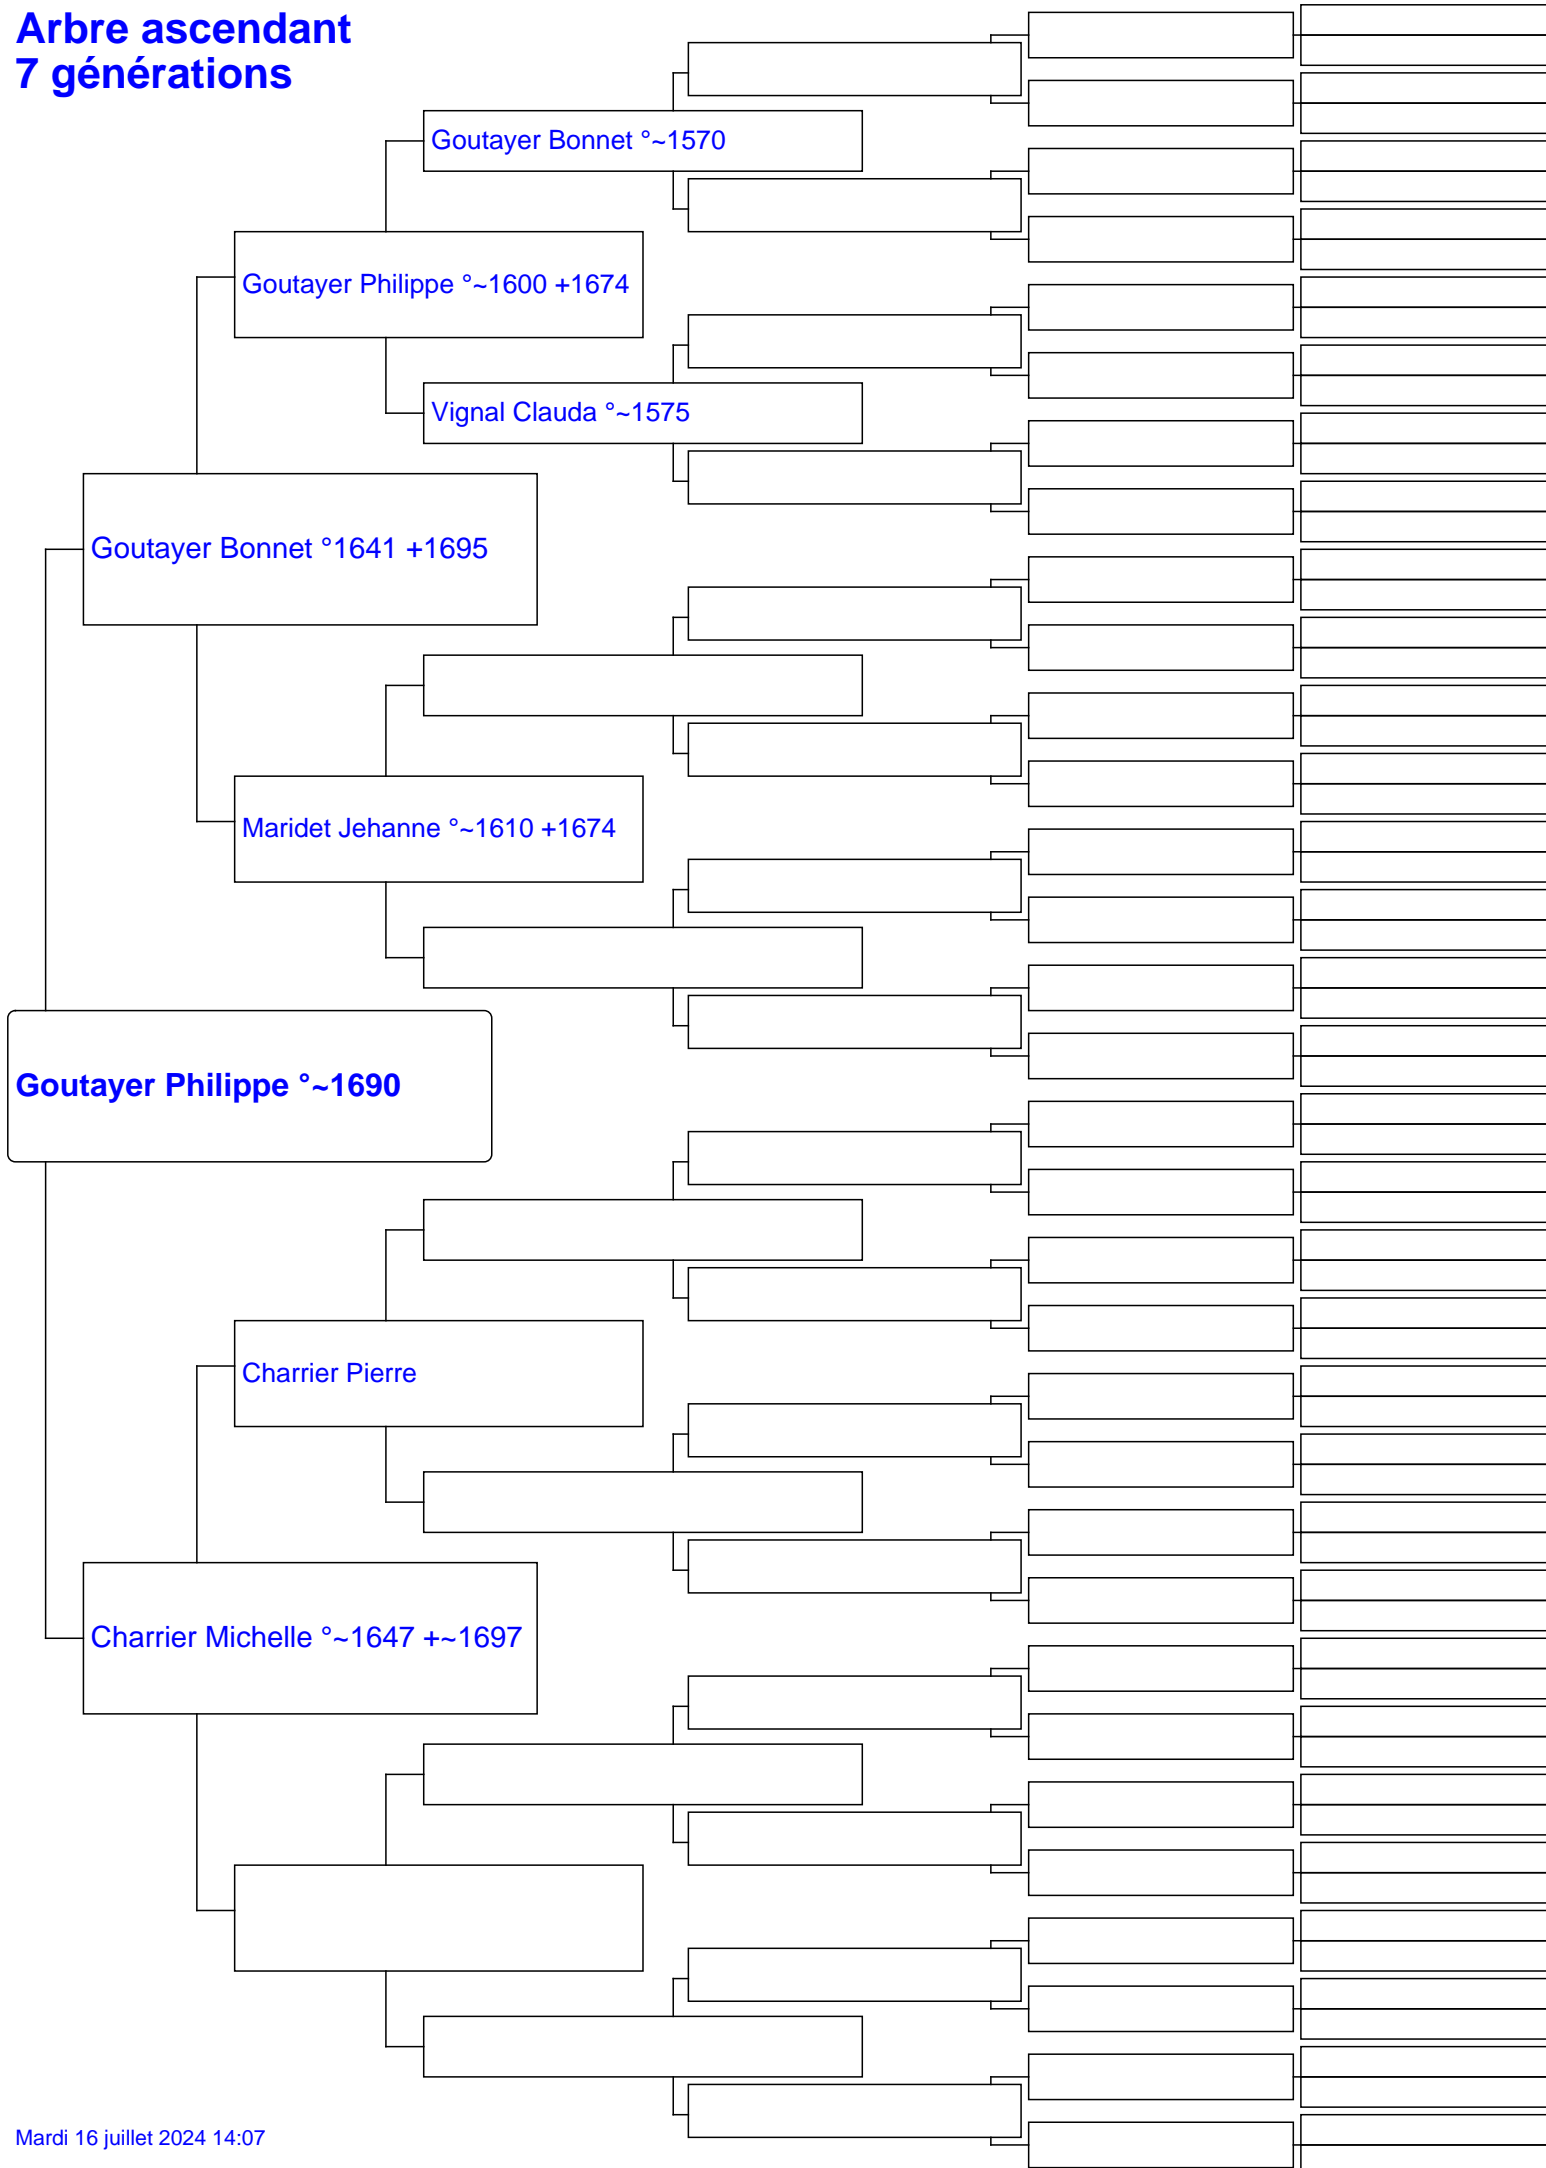 Arbre ascendant
7 générations
Goutayer Bonnet °~1570
Goutayer Philippe °~1600 +1674
Vignal Clauda °~1575
Goutayer Bonnet °1641 +1695
Maridet Jehanne °~1610 +1674
Goutayer Philippe °~1690
Charrier Pierre
Charrier Michelle °~1647 +~1697
Mardi 16 juillet 2024 14:07